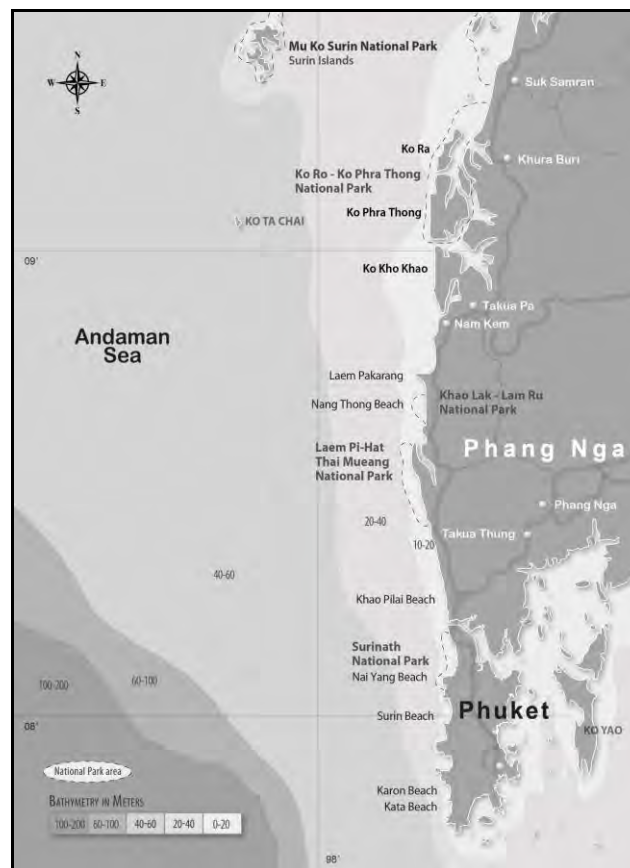 N
W E
S
Mu Ko Surin National Park
Surin Islands
Suk Samran
Ko Ra
Khura Buri
Ko Ro - Ko Phra Thong
National Park
Ko Phra Thong
KO TA CHAI
09'
Ko Kho Khao
Takua Pa
Nam Kem
Andaman
Sea
Laem Pakarang
Nang Thong Beach
Khao Lak - Lam Ru
National Park
Phang Nga
Laem Pi-Hat
Thai Mueang
National Park
Phang Nga
20-40
10-20
Takua Thung
40-60
Khao Pilai Beach
Surinath
National Park
Nai Yang Beach
100-200
60-100
Surin Beach
Phuket
KO YAO
08'
National Park area
Karon Beach
Kata Beach
BATHYMETRY IN METERS
100-200 60-100 40-60 20-40 0-20
98'